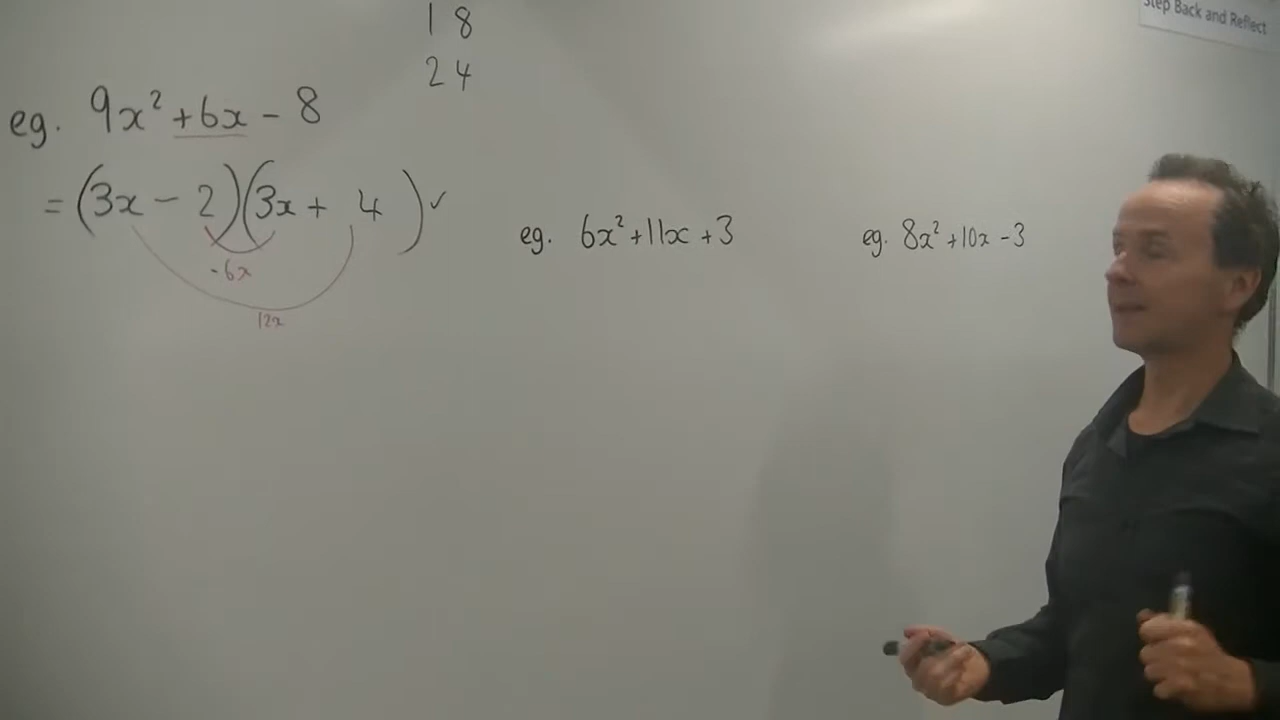 Step Back and Reflect
1 8
2 4
eg. 9x² +6x - 8
= (3x - 2)(3x + 4) ✓
-6x
12x
eg. 6x² + 11x + 3
eg. 8x² + 10x - 3